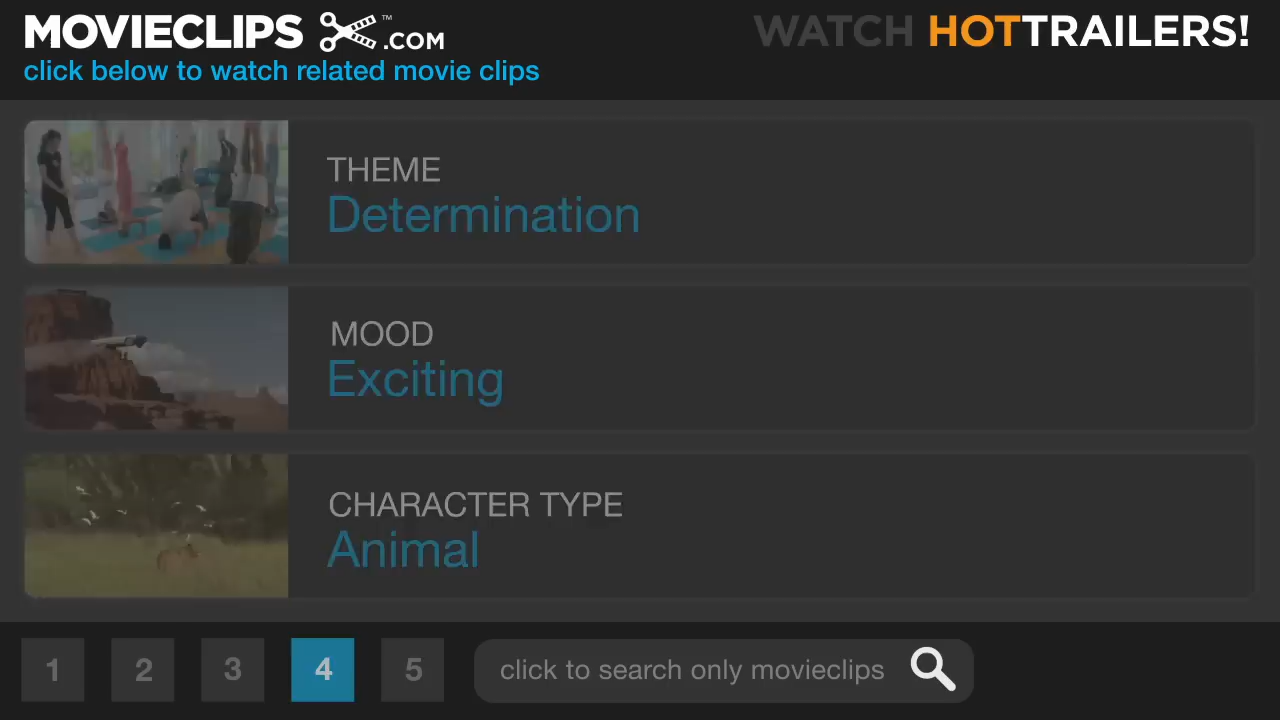 MOVIECLIPS ™ .COM
WATCH HOTTRAILERS!
click below to watch related movie clips
THEME
Determination
MOOD
Exciting
CHARACTER TYPE
Animal
1 2 3 4 5
click to search only movieclips